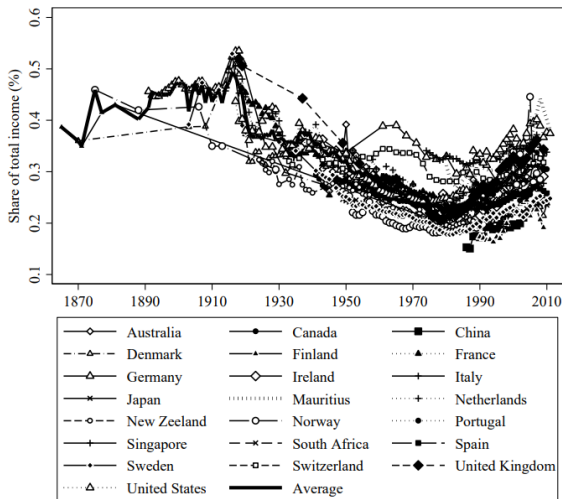 Share of total income (%)
0.6
0.5
0.4
0.3
0.2
0.1
1870 1890 1910 1930 1950 1970 1990 2010
Australia Canada China
Denmark Finland France
Germany Ireland Italy
Japan Mauritius Netherlands
New Zeeland Norway Portugal
Singapore South Africa Spain
Sweden Switzerland United Kingdom
United States Average